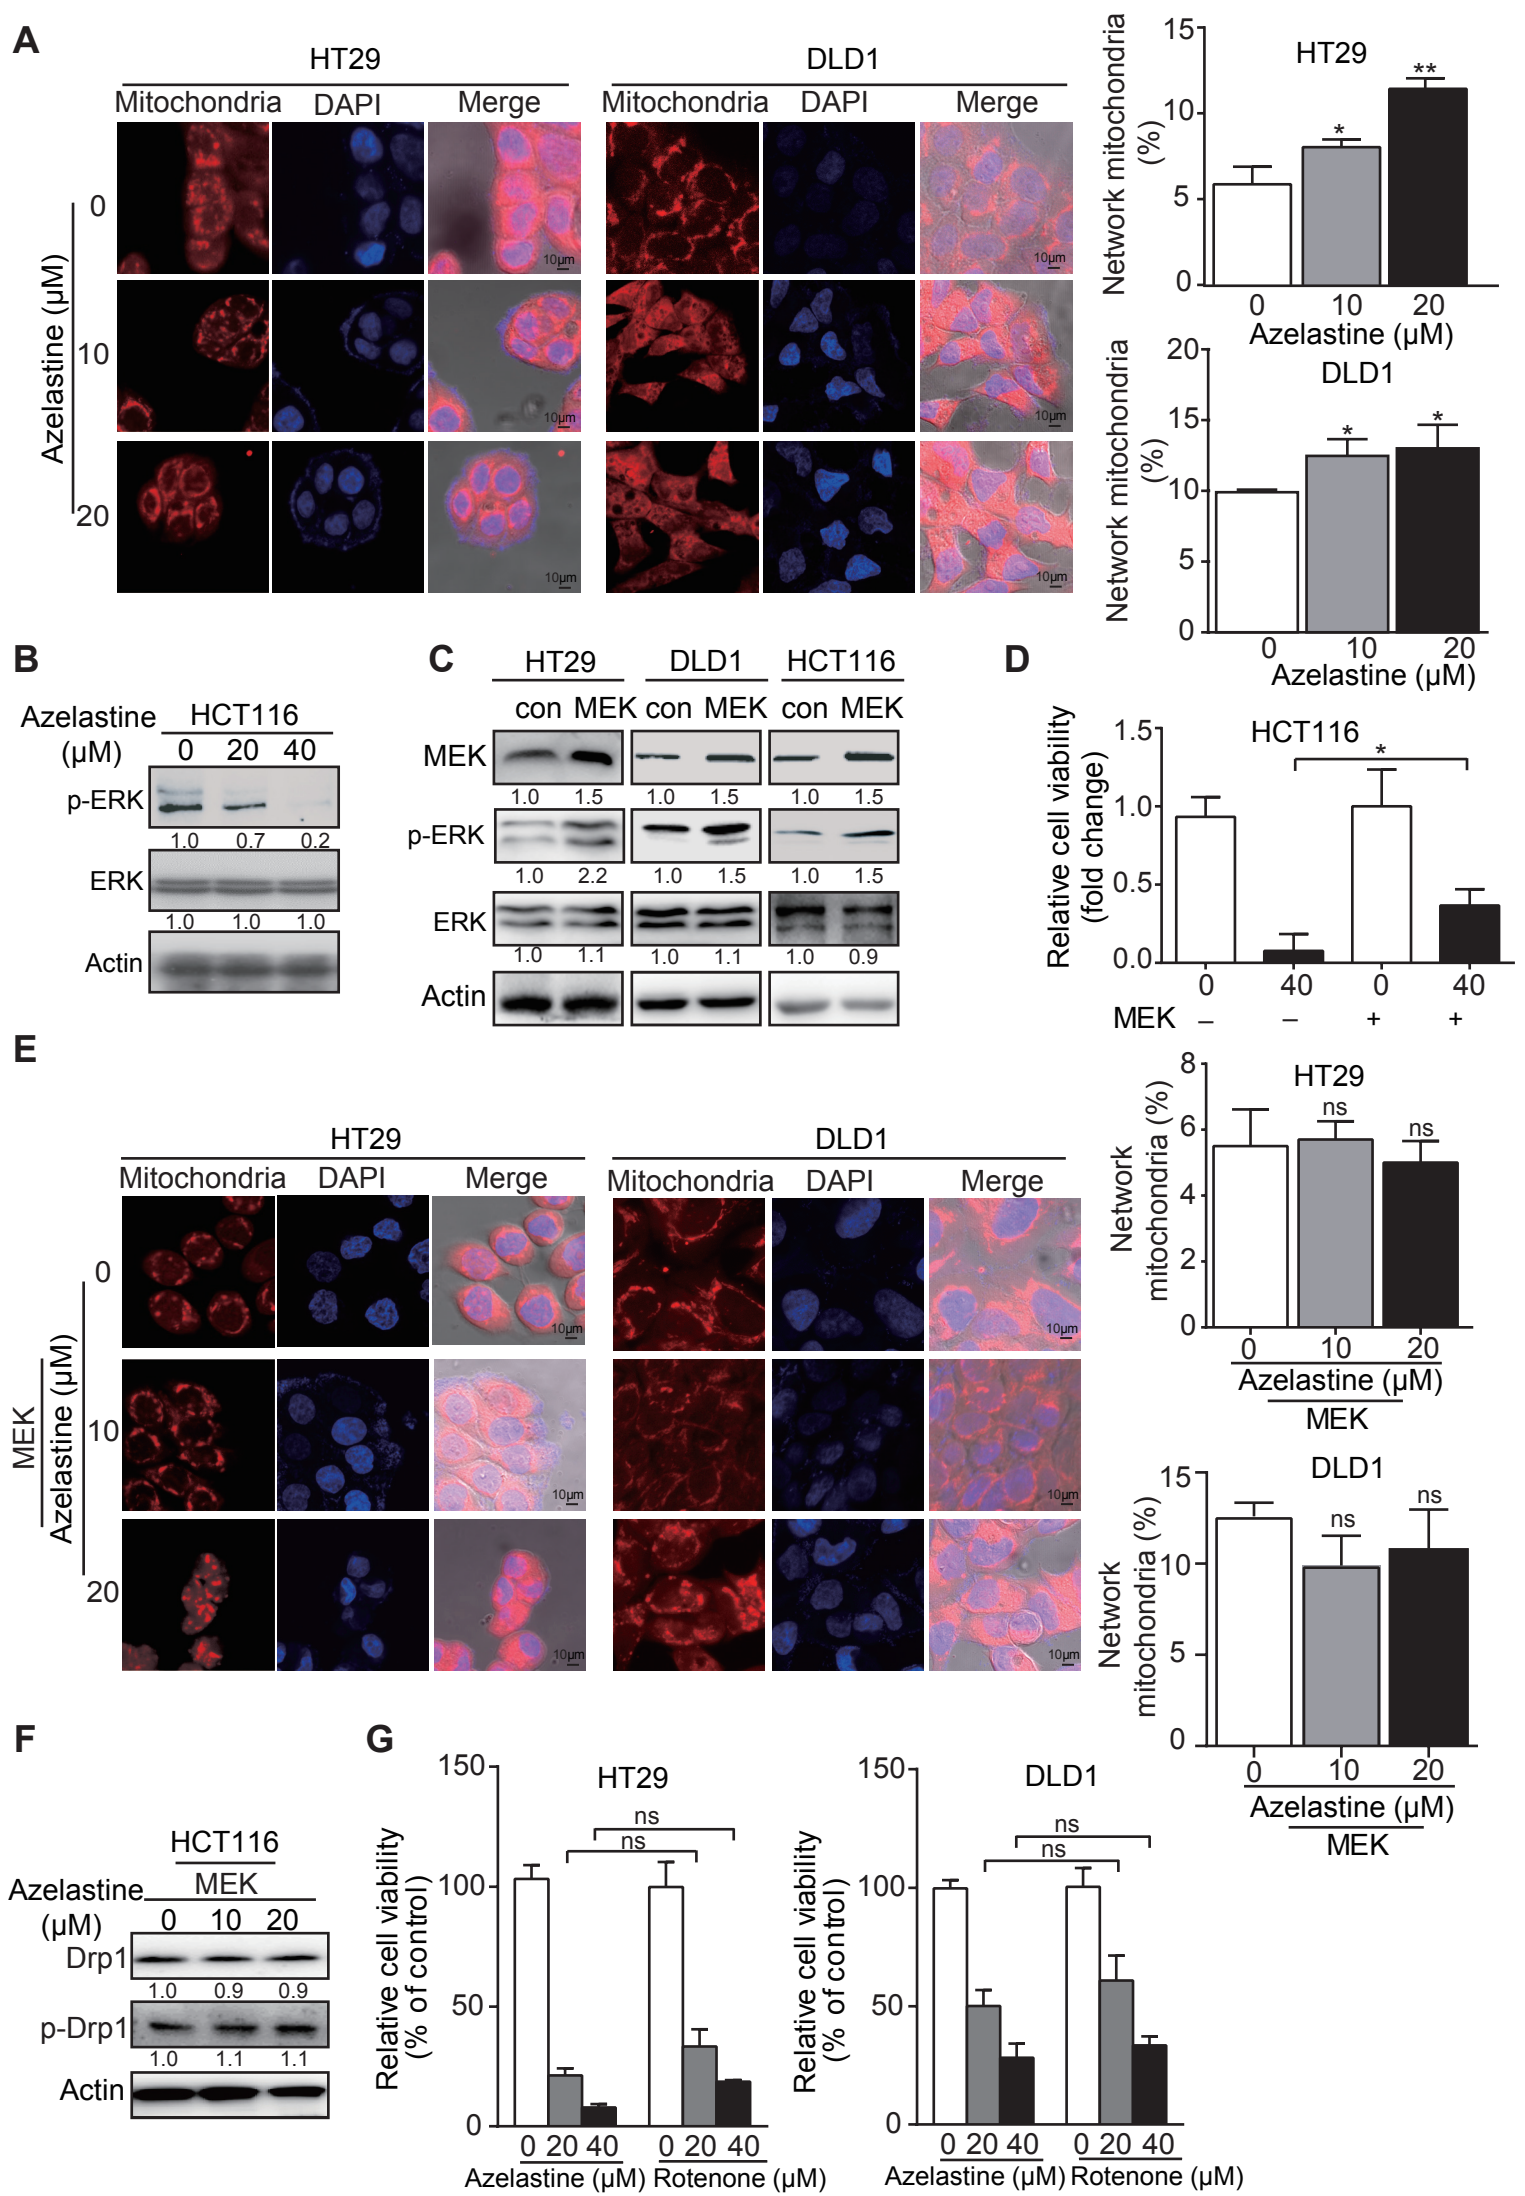 A
HT29
DLD1
Mitochondria DAPI Merge
Mitochondria DAPI Merge
Azelastine (µM)
0
10µm
10µm
10
10µm
10µm
20
10µm
10µm
Network mitochondria
(%)
15
10
5
0
HT29
*
**
0 10 20
Azelastine (µM)
Network mitochondria
(%)
20
15
10
5
0
DLD1
*
*
0 10 20
Azelastine (µM)
B
Azelastine
(µM)
HCT116
0 20 40
p-ERK
1.0 0.7 0.2
ERK
1.0 1.0 1.0
Actin
C
HT29 DLD1 HCT116
con MEK con MEK con MEK
MEK
1.0 1.5 1.0 1.5 1.0 1.5
p-ERK
1.0 2.2 1.0 1.5 1.0 1.5
ERK
1.0 1.1 1.0 1.1 1.0 0.9
Actin
D
Relative cell viability
(fold change)
1.5
1.0
0.5
0.0
HCT116
*
0 40 0 40
MEK – – + +
E
HT29
DLD1
Mitochondria DAPI Merge
Mitochondria DAPI Merge
MEK
Azelastine (µM)
0
10µm
10µm
10
10µm
10µm
20
10µm
10µm
Network
mitochondria (%)
8
6
4
2
0
HT29
ns
ns
0 10 20
Azelastine (µM)
MEK
Network
mitochondria (%)
15
10
5
0
DLD1
ns
ns
0 10 20
Azelastine (µM)
MEK
F
HCT116
MEK
Azelastine
(µM)
0 10 20
Drp1
1.0 0.9 0.9
p-Drp1
1.0 1.1 1.1
Actin
G
Relative cell viability
(% of control)
150
100
50
0
HT29
ns
ns
0 20 40 0 20 40
Azelastine (µM) Rotenone (µM)
Relative cell viability
(% of control)
150
100
50
0
DLD1
ns
ns
0 20 40 0 20 40
Azelastine (µM) Rotenone (µM)